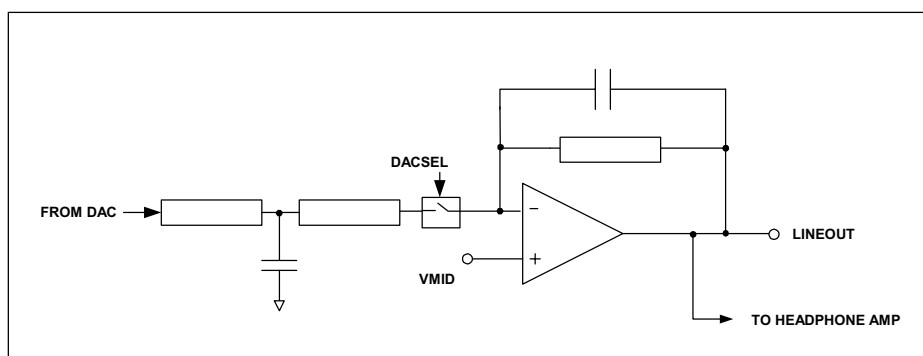 DACSEL
FROM DAC
−
LINEOUT
VMID
+
TO HEADPHONE AMP